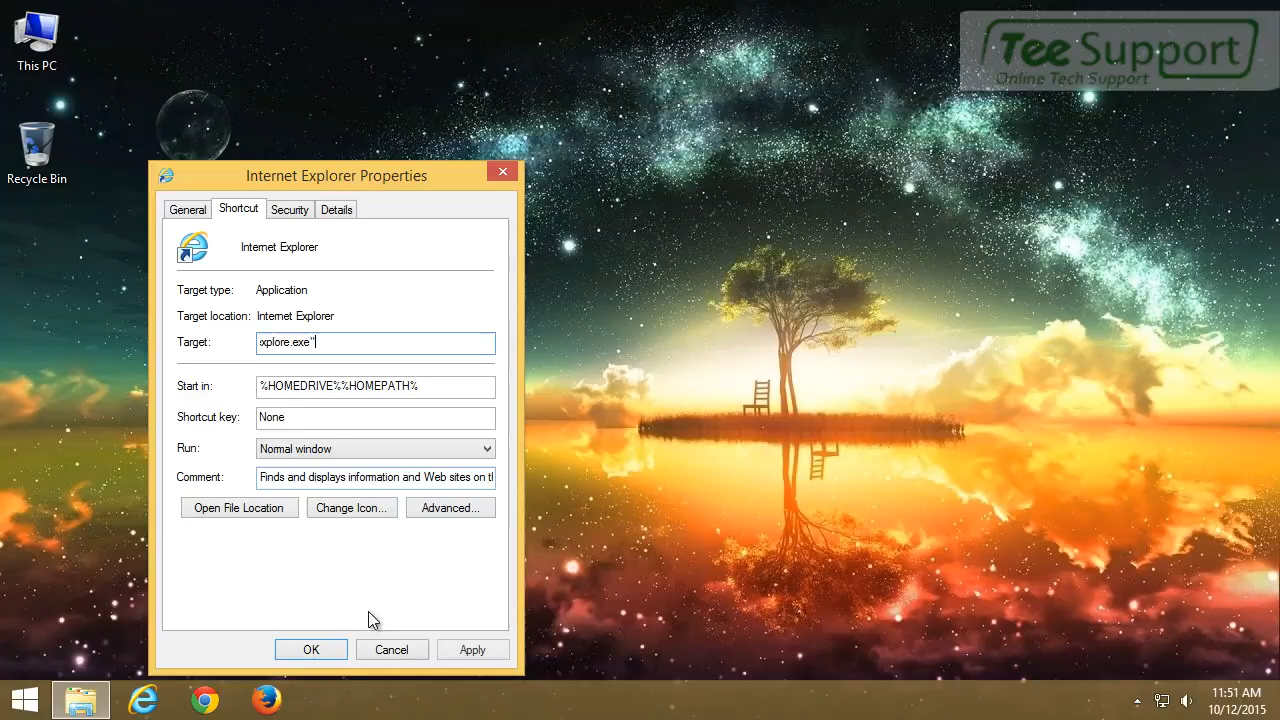 This PC
Recycle Bin
Tee Support
Online Tech Support
Internet Explorer Properties
General
Shortcut
Security
Details
Internet Explorer
Target type: Application
Target location: Internet Explorer
Target: xplore.exe"
Start in: %HOMEDRIVE%%HOMEPATH%
Shortcut key: None
Run: Normal window
Comment: Finds and displays information and Web sites on th
Open File Location
Change Icon...
Advanced...
OK
Cancel
Apply
11:51 AM
10/12/2015